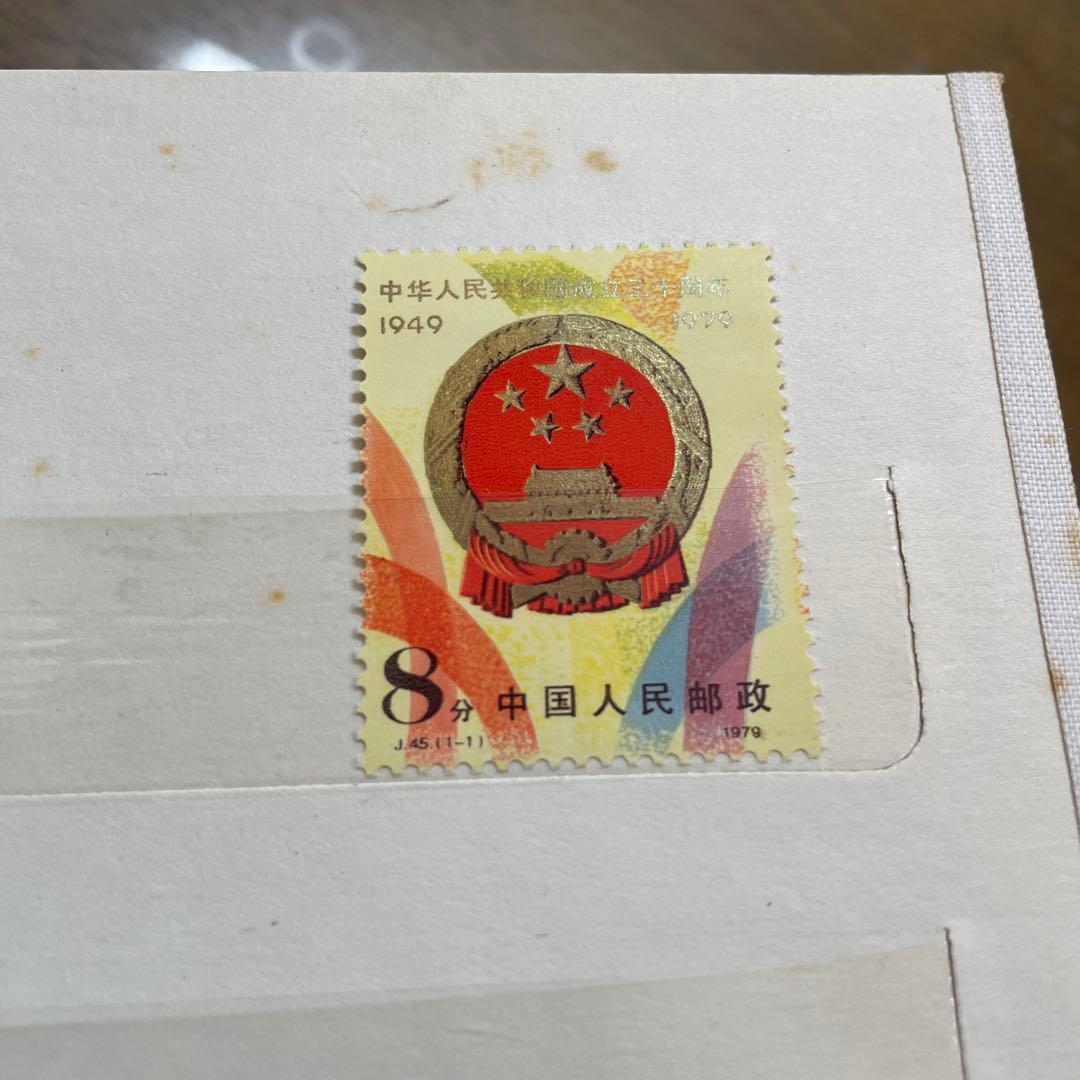 中华人民共和国成立三十周年
1949 1979
8分 中国人民邮政
J.45.(1-1) 1979